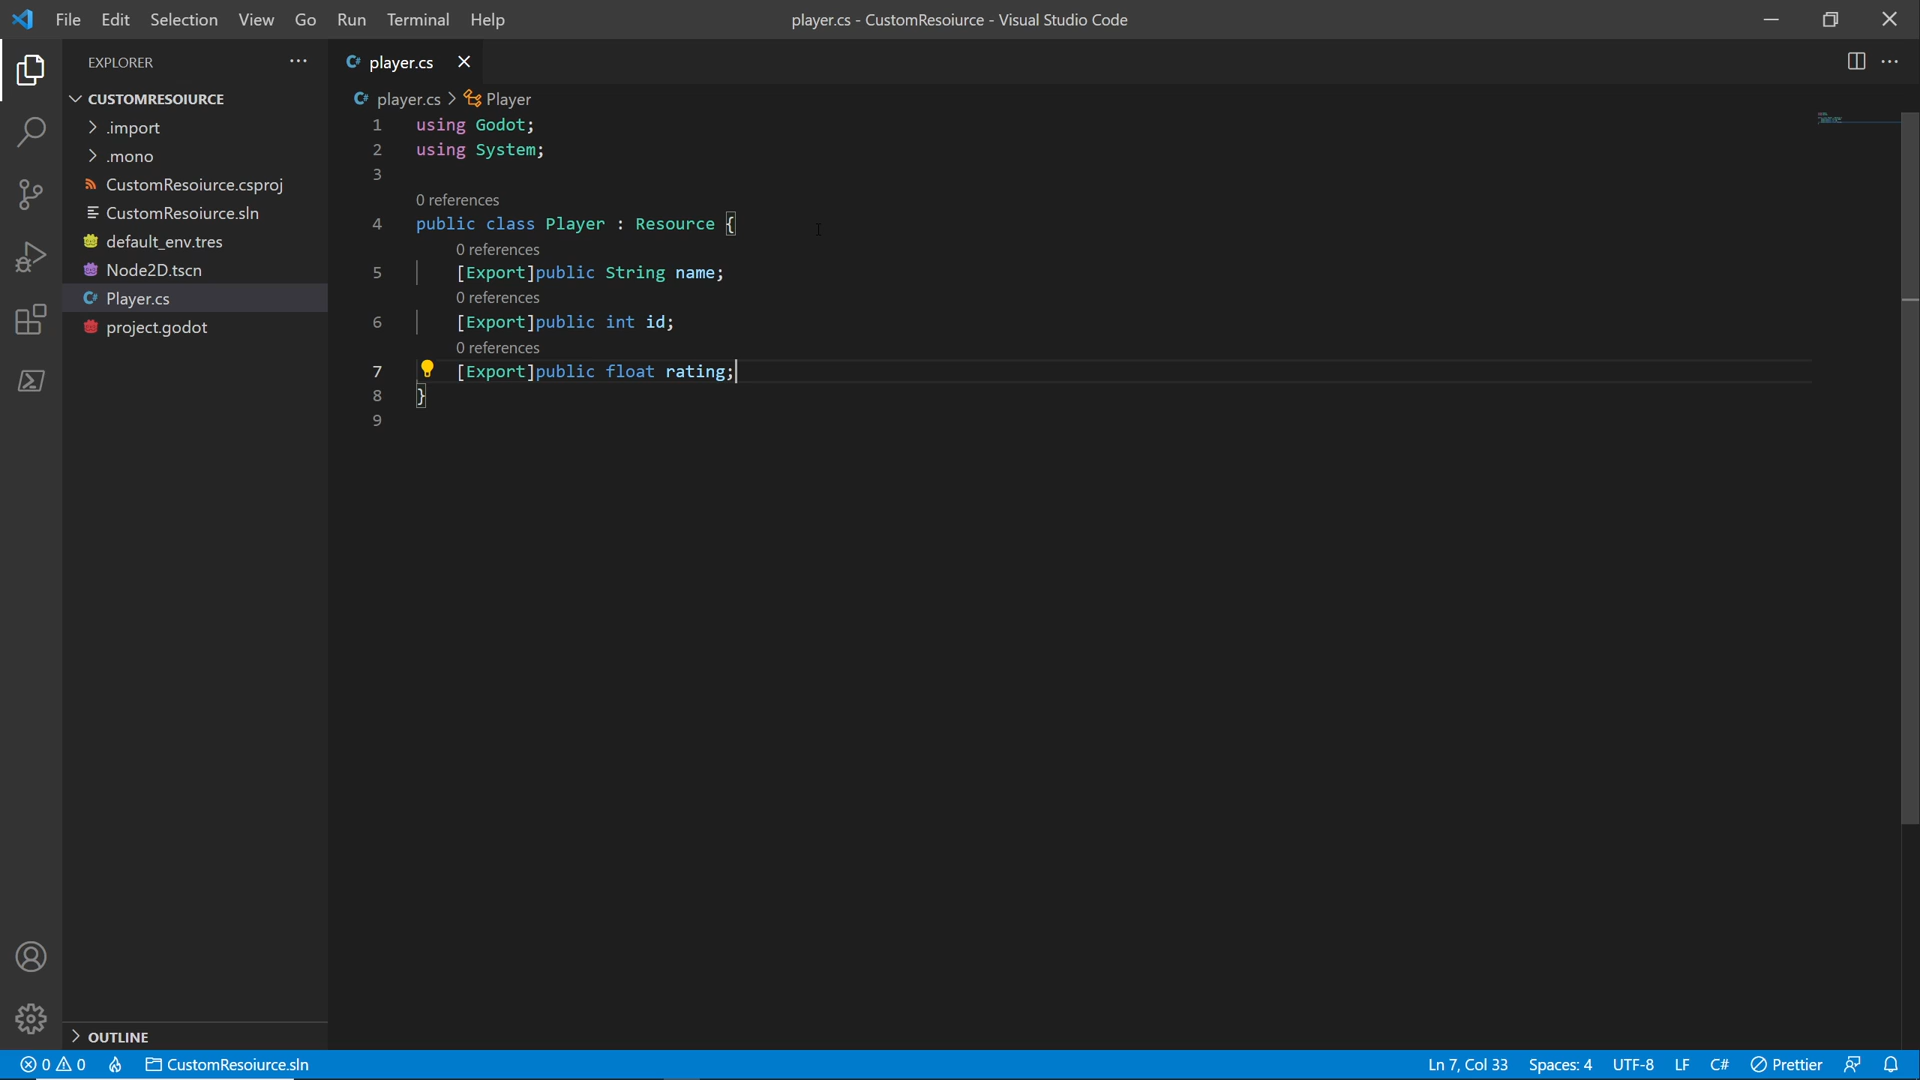 File Edit Selection View Go Run Terminal Help
player.cs - CustomResoiurce - Visual Studio Code
EXPLORER
CUSTOMRESOIURCE
.import
.mono
CustomResoiurce.csproj
CustomResoiurce.sln
default_env.tres
Node2D.tscn
Player.cs
project.godot
OUTLINE
player.cs
player.cs > Player
1 using Godot;
2 using System;
3
0 references
4 public class Player : Resource {
0 references
5 [Export]public String name;
0 references
6 [Export]public int id;
0 references
7 [Export]public float rating;
8 }
9
0 0 CustomResoiurce.sln Ln 7, Col 33 Spaces: 4 UTF-8 LF C# Prettier